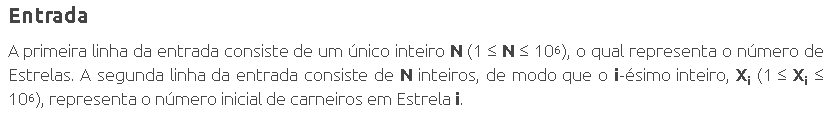 Entrada
A primeira linha da entrada consiste de um único inteiro N (1 ≤ N ≤ 10⁶), o qual representa o número de
Estrelas. A segunda linha da entrada consiste de N inteiros, de modo que o i-ésimo inteiro, Xᵢ (1 ≤ Xᵢ ≤
10⁶), representa o número inicial de carneiros em Estrela i.